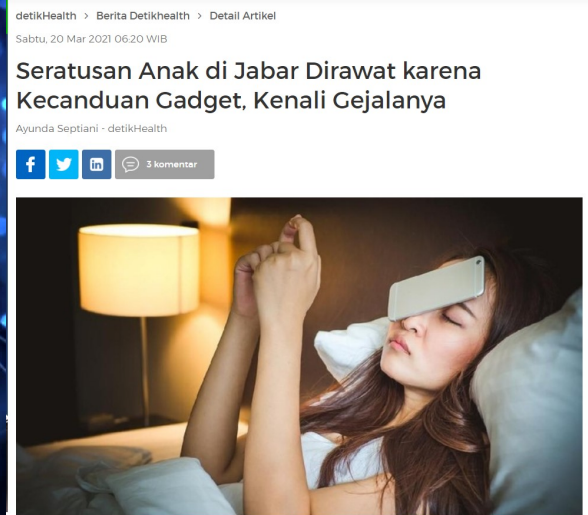 detikHealth > Berita Detikhealth > Detail Artikel
Sabtu, 20 Mar 2021 06:20 WIB
Seratusan Anak di Jabar Dirawat karena
Kecanduan Gadget, Kenali Gejalanya
Ayunda Septiani - detikHealth
3 komentar